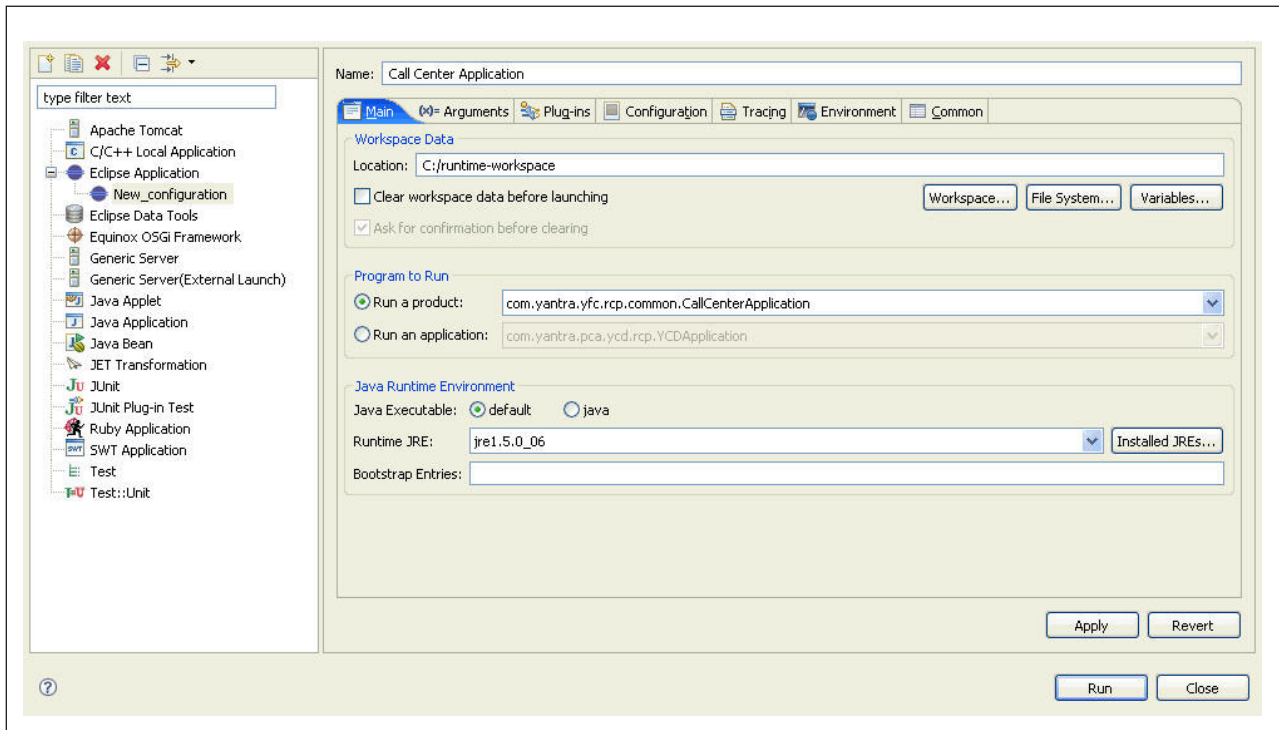 type filter text
Apache Tomcat
C/C++ Local Application
Eclipse Application
New_configuration
Eclipse Data Tools
Equinox OSGi Framework
Generic Server
Generic Server(External Launch)
Java Applet
Java Application
Java Bean
JET Transformation
JUnit
JUnit Plug-in Test
Ruby Application
SWT Application
Test
Test::Unit
Name: Call Center Application
Main (x)= Arguments Plug-ins Configuration Tracing Environment Common
Workspace Data
Location: C:/runtime-workspace
Clear workspace data before launching Workspace... File System... Variables...
Ask for confirmation before clearing
Program to Run
Run a product: com.yantra.yfc.rcp.common.CallCenterApplication
Run an application: com.yantra.pca.ycd.rcp.YCDApplication
Java Runtime Environment
Java Executable: default java
Runtime JRE: jre1.5.0_06 Installed JREs...
Bootstrap Entries:
Apply Revert
Run Close